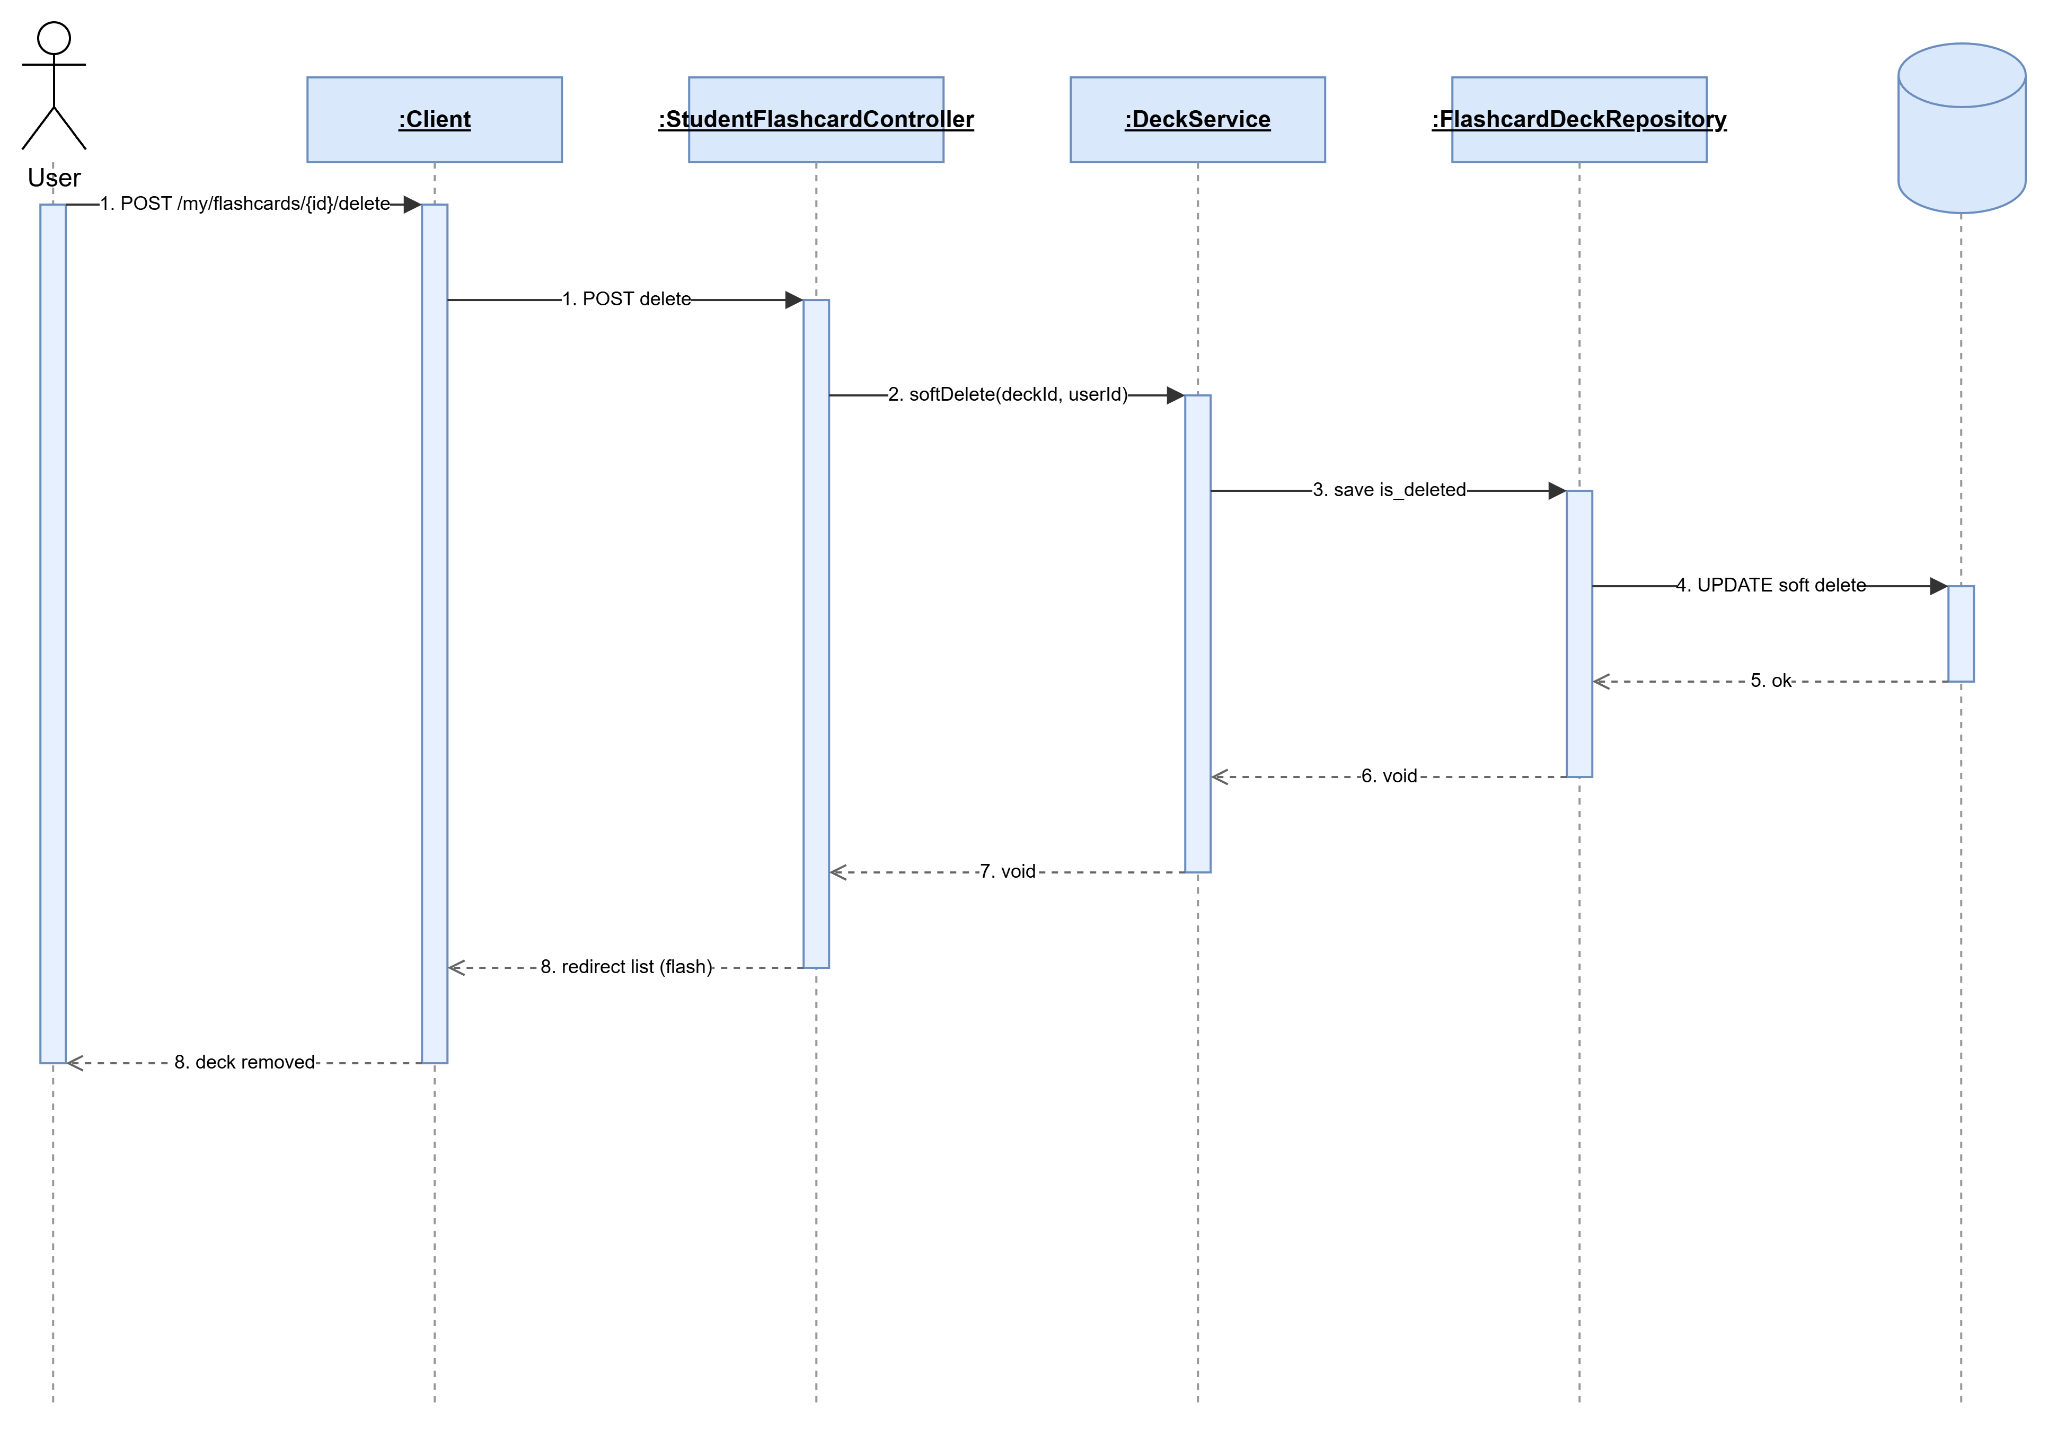 :Client
:StudentFlashcardController
:DeckService
:FlashcardDeckRepository
User
1. POST /my/flashcards/{id}/delete
1. POST delete
2. softDelete(deckId, userId)
3. save is_deleted
4. UPDATE soft delete
5. ok
6. void
7. void
8. redirect list (flash)
8. deck removed